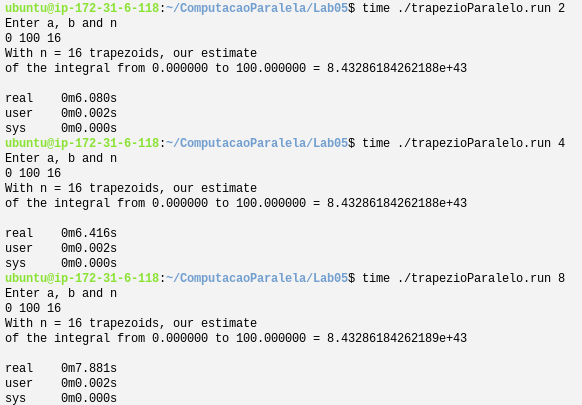 ubuntu@ip-172-31-6-118:~/ComputacaoParalela/Lab05$ time ./trapezioParalelo.run 2
Enter a, b and n
0 100 16
With n = 16 trapezoids, our estimate
of the integral from 0.000000 to 100.000000 = 8.43286184262188e+43

real    0m6.080s
user    0m0.002s
sys     0m0.000s
ubuntu@ip-172-31-6-118:~/ComputacaoParalela/Lab05$ time ./trapezioParalelo.run 4
Enter a, b and n
0 100 16
With n = 16 trapezoids, our estimate
of the integral from 0.000000 to 100.000000 = 8.43286184262188e+43

real    0m6.416s
user    0m0.002s
sys     0m0.000s
ubuntu@ip-172-31-6-118:~/ComputacaoParalela/Lab05$ time ./trapezioParalelo.run 8
Enter a, b and n
0 100 16
With n = 16 trapezoids, our estimate
of the integral from 0.000000 to 100.000000 = 8.43286184262189e+43

real    0m7.881s
user    0m0.002s
sys     0m0.000s